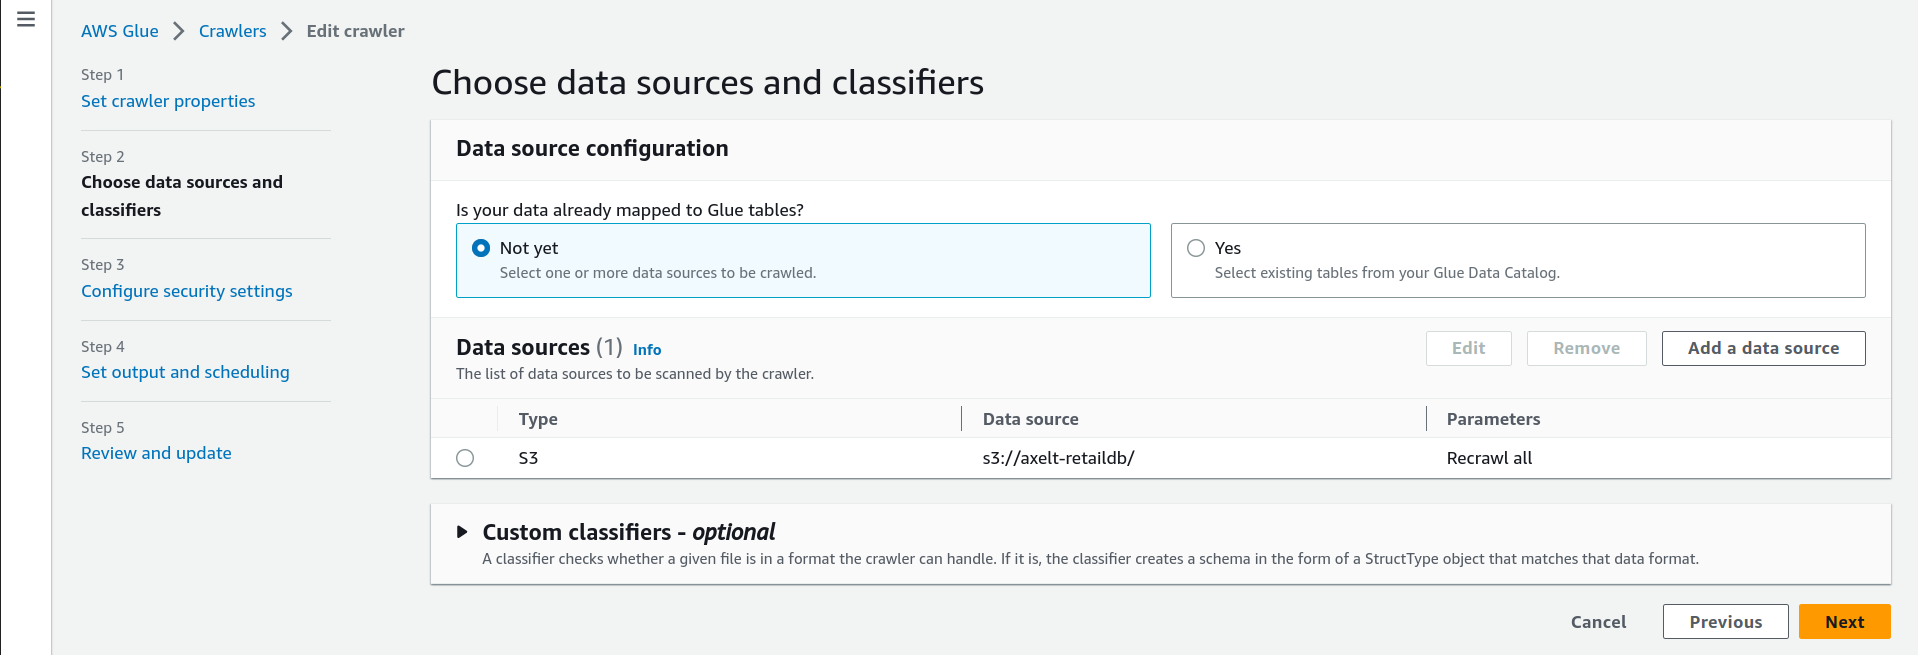 AWS Glue > Crawlers > Edit crawler
Step 1
Set crawler properties
Step 2
Choose data sources and
classifiers
Step 3
Configure security settings
Step 4
Set output and scheduling
Step 5
Review and update
Choose data sources and classifiers
Data source configuration
Is your data already mapped to Glue tables?
Not yet
Select one or more data sources to be crawled.
Yes
Select existing tables from your Glue Data Catalog.
Data sources (1) Info
The list of data sources to be scanned by the crawler.
Edit Remove Add a data source
Type Data source Parameters
S3 s3://axelt-retaildb/ Recrawl all
Custom classifiers - optional
A classifier checks whether a given file is in a format the crawler can handle. If it is, the classifier creates a schema in the form of a StructType object that matches that data format.
Cancel Previous Next